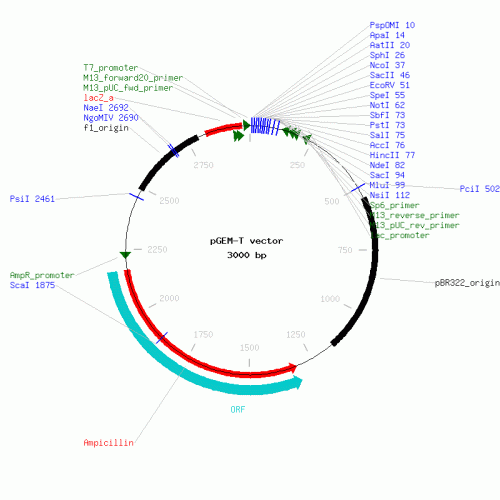 PspOMI 10
ApaI 14
AatII 20
SphI 26
NcoI 37
SacII 46
EcoRV 51
SpeI 55
NotI 62
SbfI 73
PstI 73
SalI 75
AccI 76
HincII 77
NdeI 82
SacI 94
MluI 99
NsiI 112
Sp6_primer
M13_reverse_primer
M13_pUC_rev_primer
lac_promoter
PciI 502
pBR322_origin
T7_promoter
M13_forward20_primer
M13_pUC_fwd_primer
lacZ_a
NaeI 2692
NgoMIV 2690
f1_origin
PsiI 2461
AmpR_promoter
ScaI 1875
Ampicillin
ORF
pGEM-T vector
3000 bp
250
500
750
1000
1250
1500
1750
2000
2250
2500
2750